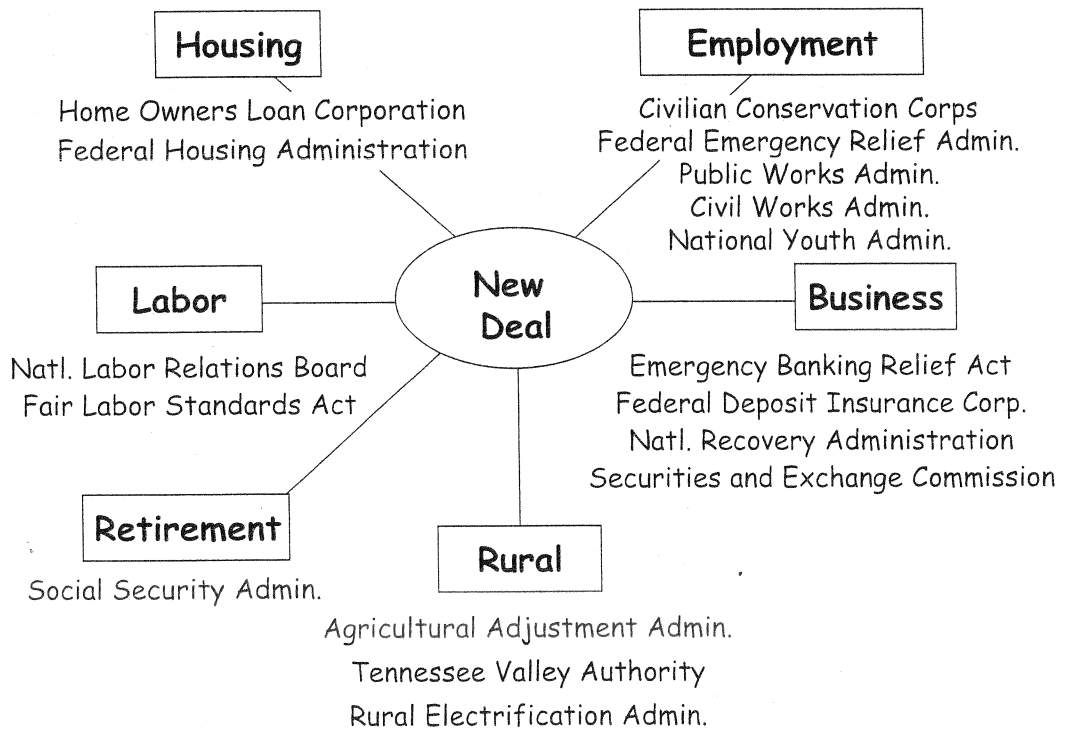 Housing
Home Owners Loan Corporation
Federal Housing Administration
Employment
Civilian Conservation Corps
Federal Emergency Relief Admin.
Public Works Admin.
Civil Works Admin.
National Youth Admin.
New
Deal
Labor
Natl. Labor Relations Board
Fair Labor Standards Act
Business
Emergency Banking Relief Act
Federal Deposit Insurance Corp.
Natl. Recovery Administration
Securities and Exchange Commission
Retirement
Social Security Admin.
Rural
Agricultural Adjustment Admin.
Tennessee Valley Authority
Rural Electrification Admin.